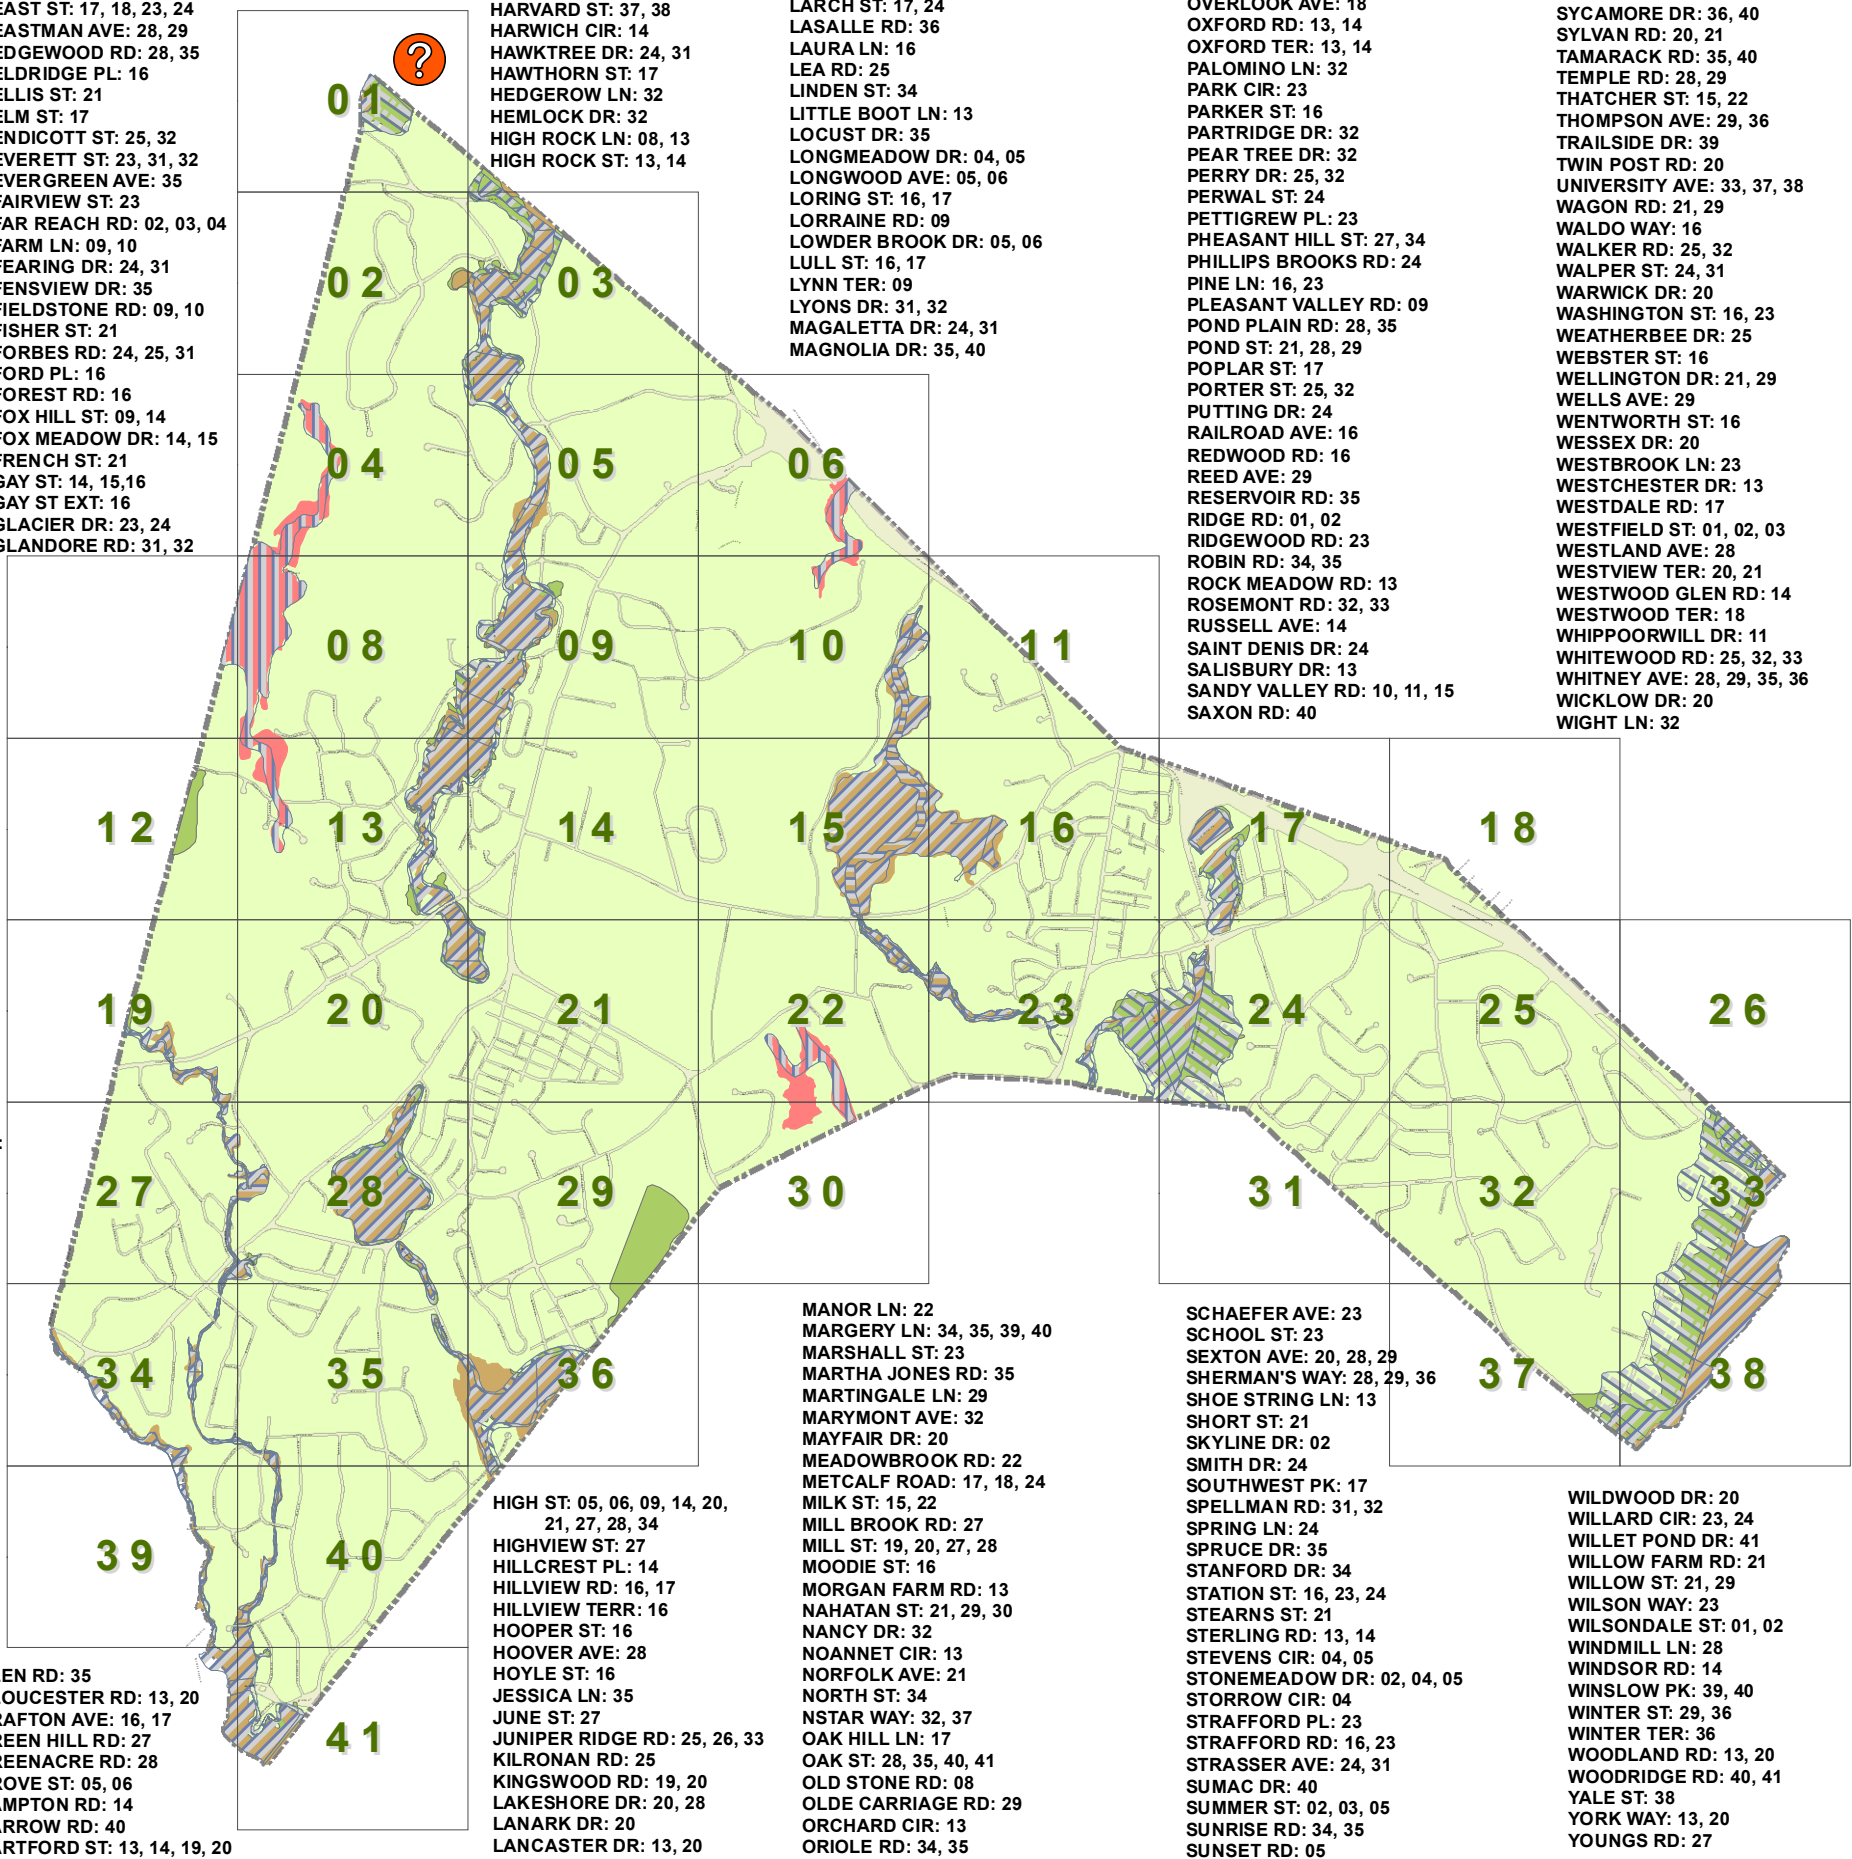 EAST ST: 17, 18, 23, 24
EASTMAN AVE: 28, 29
EDGEWOOD RD: 28, 35
ELDRIDGE PL: 16
ELLIS ST: 21
ELM ST: 17
ENDICOTT ST: 25, 32
EVERETT ST: 23, 31, 32
EVERGREEN AVE: 35
FAIRVIEW ST: 23
FAR REACH RD: 02, 03, 04
FARM LN: 09, 10
FEARING DR: 24, 31
FENSVIEW DR: 35
FIELDSTONE RD: 09, 10
FISHER ST: 21
FORBES RD: 24, 25, 31
FORD PL: 16
FOREST RD: 16
FOX HILL ST: 09, 14
FOX MEADOW DR: 14, 15
FRENCH ST: 21
GAY ST: 14, 15,16
GAY ST EXT: 16
GLACIER DR: 23, 24
GLANDORE RD: 31, 32
HARVARD ST: 37, 38
HARWICH CIR: 14
HAWKTREE DR: 24, 31
HAWTHORN ST: 17
HEDGEROW LN: 32
HEMLOCK DR: 32
HIGH ROCK LN: 08, 13
HIGH ROCK ST: 13, 14
LARCH ST: 17, 24
LASALLE RD: 36
LAURA LN: 16
LEA RD: 25
LINDEN ST: 34
LITTLE BOOT LN: 13
LOCUST DR: 35
LONGMEADOW DR: 04, 05
LONGWOOD AVE: 05, 06
LORING ST: 16, 17
LORRAINE RD: 09
LOWDER BROOK DR: 05, 06
LULL ST: 16, 17
LYNN TER: 09
LYONS DR: 31, 32
MAGALETTA DR: 24, 31
MAGNOLIA DR: 35, 40
OVERLOOK AVE: 18
OXFORD RD: 13, 14
OXFORD TER: 13, 14
PALOMINO LN: 32
PARK CIR: 23
PARKER ST: 16
PARTRIDGE DR: 32
PEAR TREE DR: 32
PERRY DR: 25, 32
PERWAL ST: 24
PETTIGREW PL: 23
PHEASANT HILL ST: 27, 34
PHILLIPS BROOKS RD: 24
PINE LN: 16, 23
PLEASANT VALLEY RD: 09
POND PLAIN RD: 28, 35
POND ST: 21, 28, 29
POPLAR ST: 17
PORTER ST: 25, 32
PUTTING DR: 24
RAILROAD AVE: 16
REDWOOD RD: 16
REED AVE: 29
RESERVOIR RD: 35
RIDGE RD: 01, 02
RIDGEWOOD RD: 23
ROBIN RD: 34, 35
ROCK MEADOW RD: 13
ROSEMONT RD: 32, 33
RUSSELL AVE: 14
SAINT DENIS DR: 24
SALISBURY DR: 13
SANDY VALLEY RD: 10, 11, 15
SAXON RD: 40
SYCAMORE DR: 36, 40
SYLVAN RD: 20, 21
TAMARACK RD: 35, 40
TEMPLE RD: 28, 29
THATCHER ST: 15, 22
THOMPSON AVE: 29, 36
TRAILSIDE DR: 39
TWIN POST RD: 20
UNIVERSITY AVE: 33, 37, 38
WAGON RD: 21, 29
WALDO WAY: 16
WALKER RD: 25, 32
WALPER ST: 24, 31
WARWICK DR: 20
WASHINGTON ST: 16, 23
WEATHERBEE DR: 25
WEBSTER ST: 16
WELLINGTON DR: 21, 29
WELLS AVE: 29
WENTWORTH ST: 16
WESSEX DR: 20
WESTBROOK LN: 23
WESTCHESTER DR: 13
WESTDALE RD: 17
WESTFIELD ST: 01, 02, 03
WESTLAND AVE: 28
WESTVIEW TER: 20, 21
WESTWOOD GLEN RD: 14
WESTWOOD TER: 18
WHIPPOORWILL DR: 11
WHITEWOOD RD: 25, 32, 33
WHITNEY AVE: 28, 29, 35, 36
WICKLOW DR: 20
WIGHT LN: 32
?
01
02 03
04 05 06
08 09 10 11
12 13 14 15 16 17 18
19 20 21 22 23 24 25 26
27 28 29 30 31 32 33
34 35 36 37 38
39 40
41
EN RD: 35
OUCESTER RD: 13, 20
RAFTON AVE: 16, 17
REEN HILL RD: 27
REENACRE RD: 28
ROVE ST: 05, 06
AMPTON RD: 14
ARROW RD: 40
ARTFORD ST: 13, 14, 19, 20
HIGH ST: 05, 06, 09, 14, 20,
21, 27, 28, 34
HIGHVIEW ST: 27
HILLCREST PL: 14
HILLVIEW RD: 16, 17
HILLVIEW TERR: 16
HOOPER ST: 16
HOOVER AVE: 28
HOYLE ST: 16
JESSICA LN: 35
JUNE ST: 27
JUNIPER RIDGE RD: 25, 26, 33
KILRONAN RD: 25
KINGSWOOD RD: 19, 20
LAKESHORE DR: 20, 28
LANARK DR: 20
LANCASTER DR: 13, 20
MANOR LN: 22
MARGERY LN: 34, 35, 39, 40
MARSHALL ST: 23
MARTHA JONES RD: 35
MARTINGALE LN: 29
MARYMONT AVE: 32
MAYFAIR DR: 20
MEADOWBROOK RD: 22
METCALF ROAD: 17, 18, 24
MILK ST: 15, 22
MILL BROOK RD: 27
MILL ST: 19, 20, 27, 28
MOODIE ST: 16
MORGAN FARM RD: 13
NAHATAN ST: 21, 29, 30
NANCY DR: 32
NOANNET CIR: 13
NORFOLK AVE: 21
NORTH ST: 34
NSTAR WAY: 32, 37
OAK HILL LN: 17
OAK ST: 28, 35, 40, 41
OLD STONE RD: 08
OLDE CARRIAGE RD: 29
ORCHARD CIR: 13
ORIOLE RD: 34, 35
SCHAEFER AVE: 23
SCHOOL ST: 23
SEXTON AVE: 20, 28, 29
SHERMAN'S WAY: 28, 29, 36
SHOE STRING LN: 13
SHORT ST: 21
SKYLINE DR: 02
SMITH DR: 24
SOUTHWEST PK: 17
SPELLMAN RD: 31, 32
SPRING LN: 24
SPRUCE DR: 35
STANFORD DR: 34
STATION ST: 16, 23, 24
STEARNS ST: 21
STERLING RD: 13, 14
STEVENS CIR: 04, 05
STONEMEADOW DR: 02, 04, 05
STORROW CIR: 04
STRAFFORD PL: 23
STRAFFORD RD: 16, 23
STRASSER AVE: 24, 31
SUMAC DR: 40
SUMMER ST: 02, 03, 05
SUNRISE RD: 34, 35
SUNSET RD: 05
WILDWOOD DR: 20
WILLARD CIR: 23, 24
WILLET POND DR: 41
WILLOW FARM RD: 21
WILLOW ST: 21, 29
WILSON WAY: 23
WILSONDALE ST: 01, 02
WINDMILL LN: 28
WINDSOR RD: 14
WINSLOW PK: 39, 40
WINTER ST: 29, 36
WINTER TER: 36
WOODLAND RD: 13, 20
WOODRIDGE RD: 40, 41
YALE ST: 38
YORK WAY: 13, 20
YOUNGS RD: 27